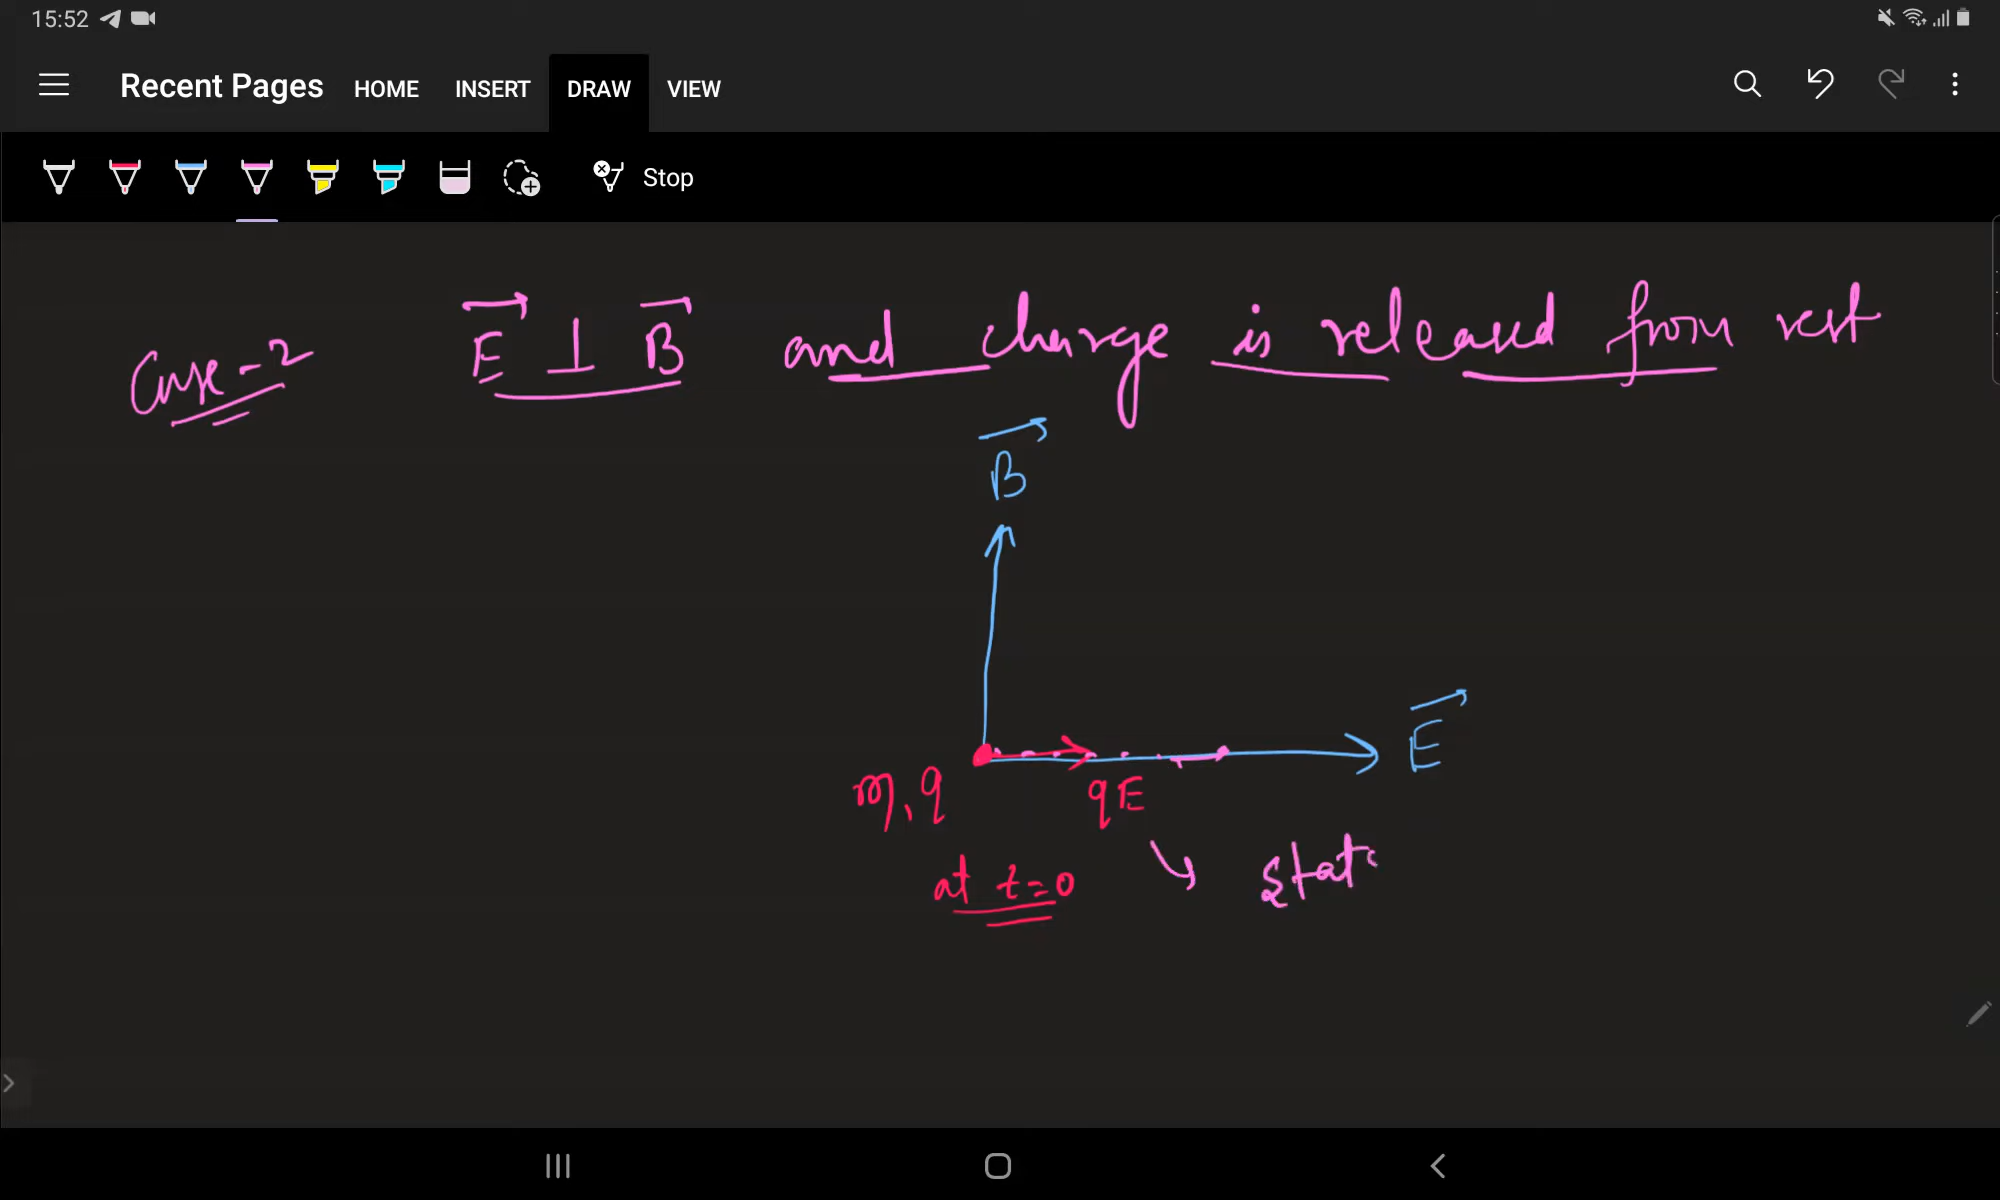 15:52
Recent Pages HOME INSERT DRAW VIEW
Stop
Case-2 E ⊥ B and charge is released from rest
B
E
m, q qE
at t=0 ↘ stat